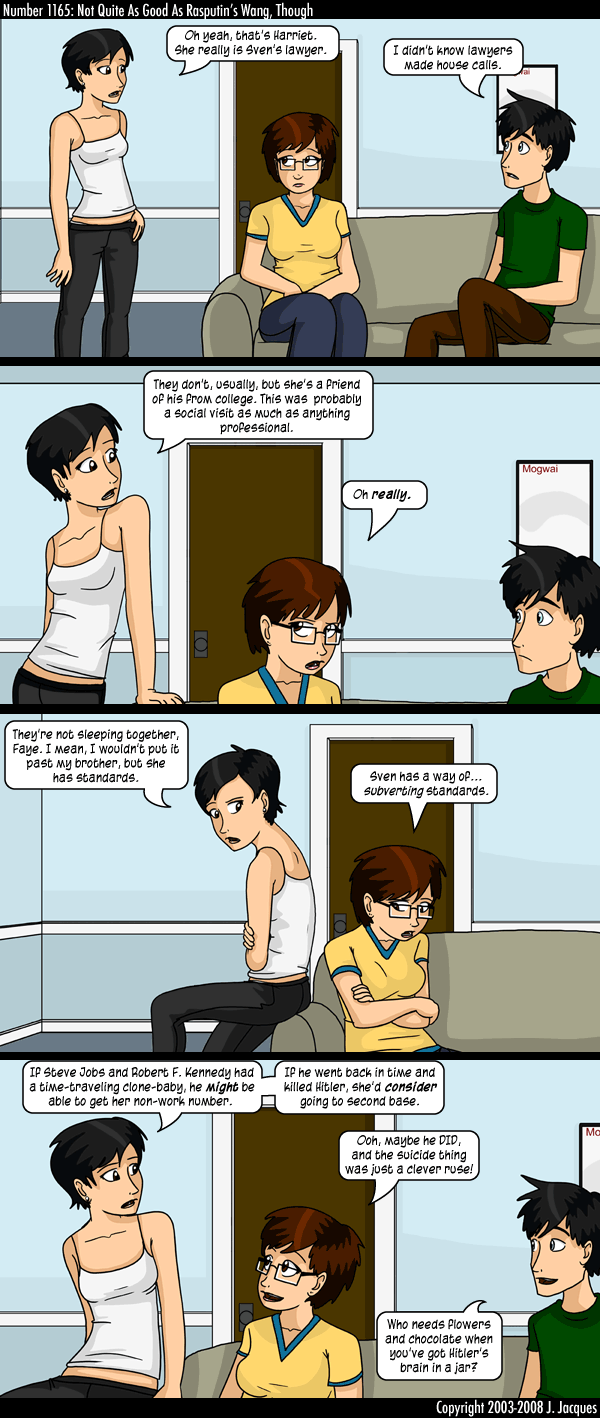 Number 1165: Not Quite As Good As Rasputin's Wang, Though
Oh yeah, that's Harriet.
She really is Sven's lawyer.
I didn't know lawyers
made house calls.
wai
They don't, usually, but she's a friend
of his from college. This was probably
a social visit as much as anything
professional.
Oh really.
Mogwai
They're not sleeping together,
Faye. I mean, I wouldn't put it
past my brother, but she
has standards.
Sven has a way of...
subverting standards.
If Steve Jobs and Robert F. Kennedy had
a time-traveling clone-baby, he might be
able to get her non-work number.
If he went back in time and
killed Hitler, she'd consider
going to second base.
Ooh, maybe he DID,
and the suicide thing
was just a clever ruse!
Mo
Who needs flowers
and chocolate when
you've got Hitler's
brain in a jar?
Copyright 2003-2008 J. Jacques